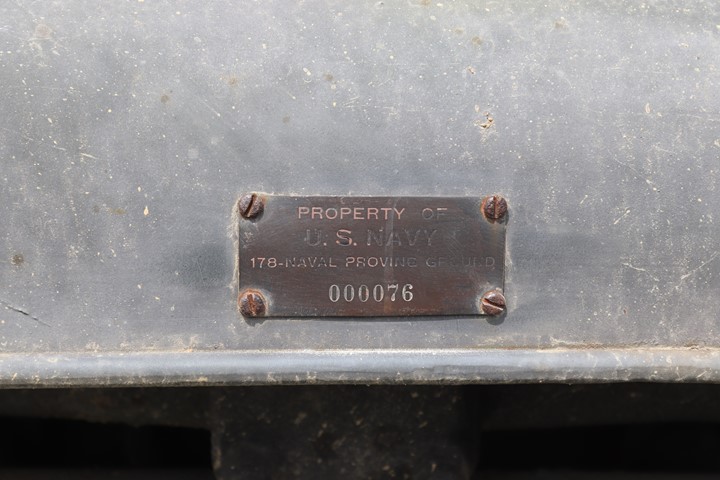 PROPERTY OF
U. S. NAVY
178-NAVAL PROVING GROUND
000076